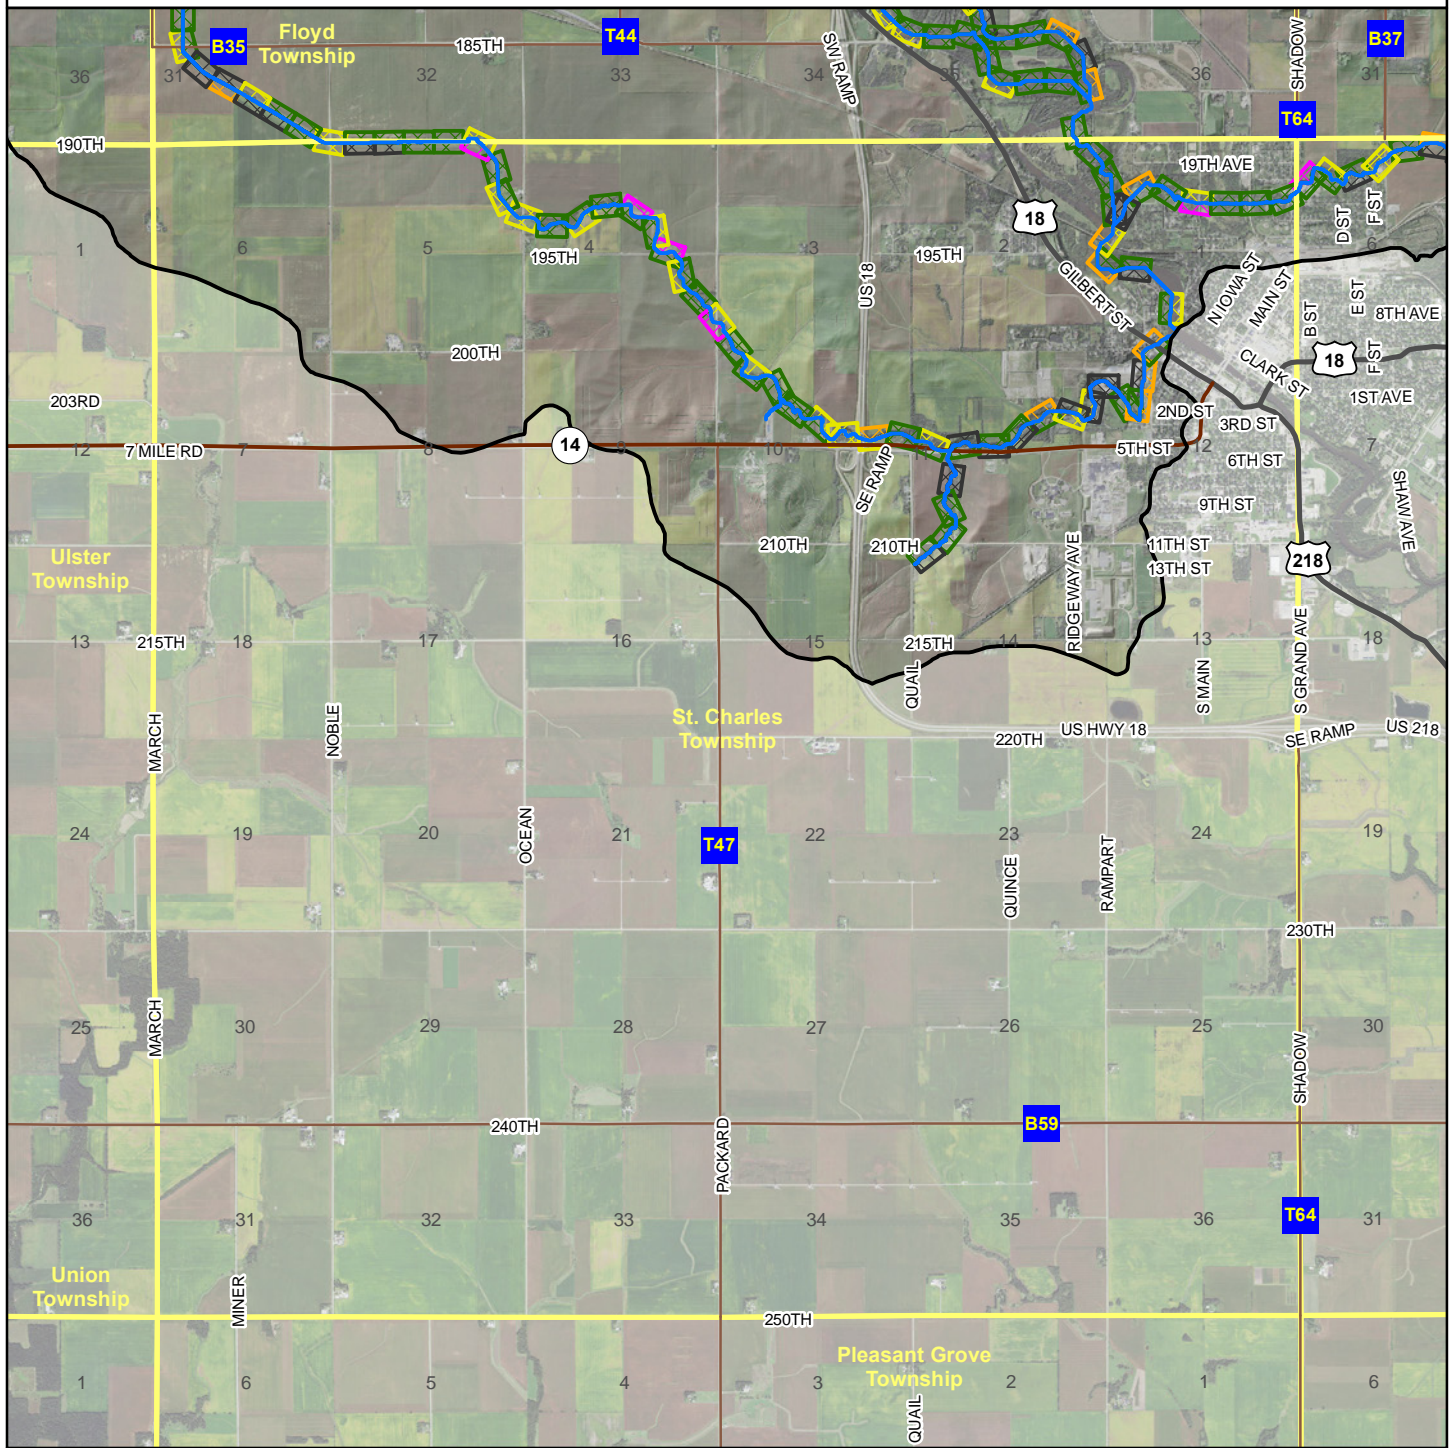 Floyd
Township
B35
T44
B37
185TH
SW RAMP
SHADOW
36
31
32
33
34
35
36
31
T64
190TH
19TH AVE
18
D ST
F ST
1
6
5
4
3
2
1
6
195TH
195TH
US 18
GILBERT ST
N IOWA ST
MAIN ST
B ST
E ST
8TH AVE
200TH
CLARK ST
18
F ST
203RD
1ST AVE
2ND ST
3RD ST
14
12
7 MILE RD
7
8
9
10
5TH ST
12
7
6TH ST
SE RAMP
SHAW AVE
9TH ST
Ulster
Township
210TH
210TH
RIDGEWAY AVE
11TH ST
13TH ST
218
13
215TH
18
17
16
15
215TH
14
13
18
QUAIL
S MAIN
S GRAND AVE
St. Charles
Township
MARCH
NOBLE
220TH
US HWY 18
SE RAMP
US 218
24
19
20
OCEAN
21
T47
22
23
24
19
QUINCE
RAMPART
230TH
25
MARCH
30
29
28
27
26
25
30
SHADOW
240TH
PACKARD
B59
36
31
32
33
34
35
36
T64
31
Union
Township
MINER
250TH
Pleasant Grove
Township
1
6
5
4
3
2
1
6
QUAIL